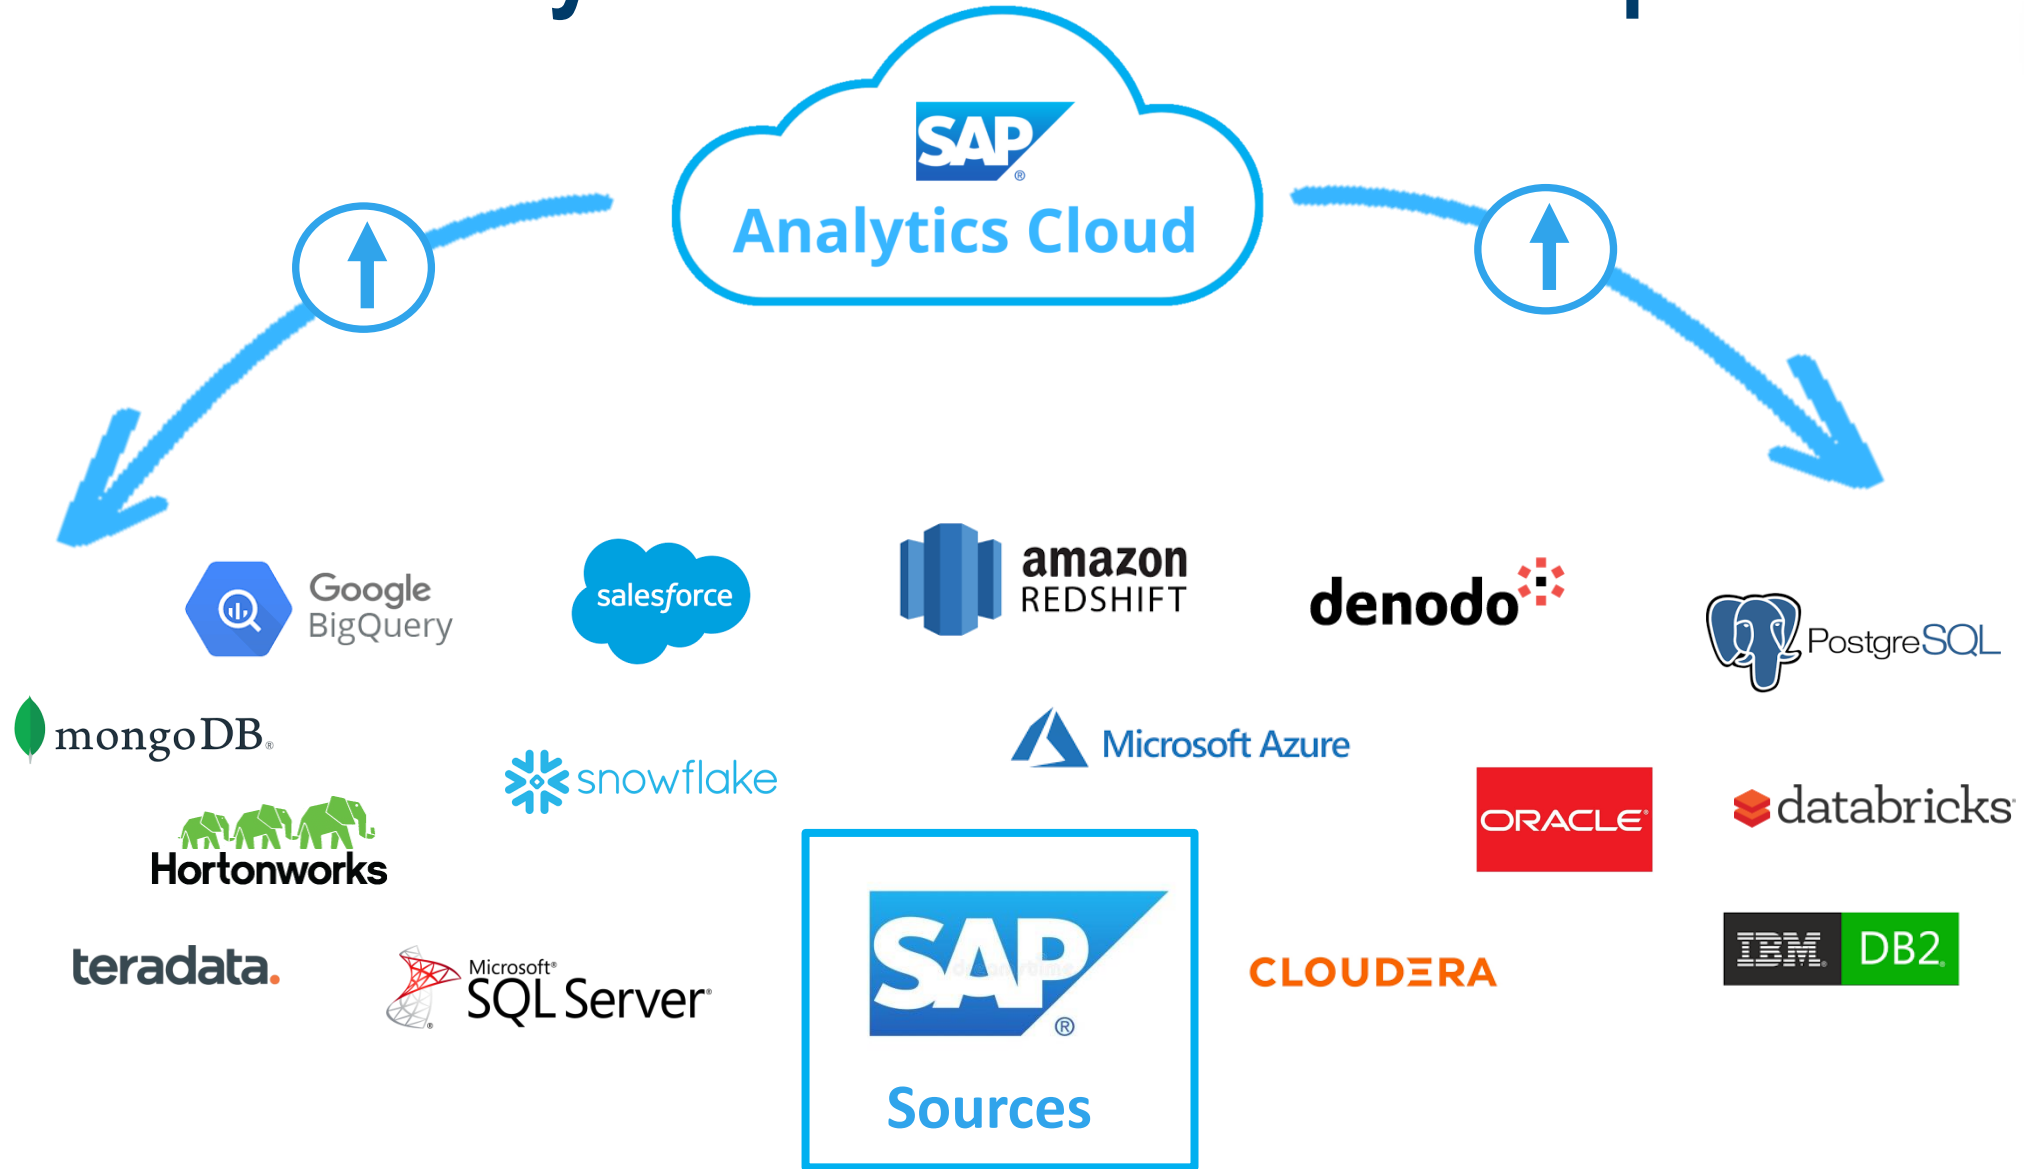 SAP
®
Analytics Cloud
Google
BigQuery
salesforce
amazon
REDSHIFT
denodo
PostgreSQL
mongoDB®
snowflake
Microsoft Azure
ORACLE®
databricks
Hortonworks
teradata.
Microsoft®
SQL Server®
®
SAP
®
Sources
CLOUDERA
IBM® DB2®